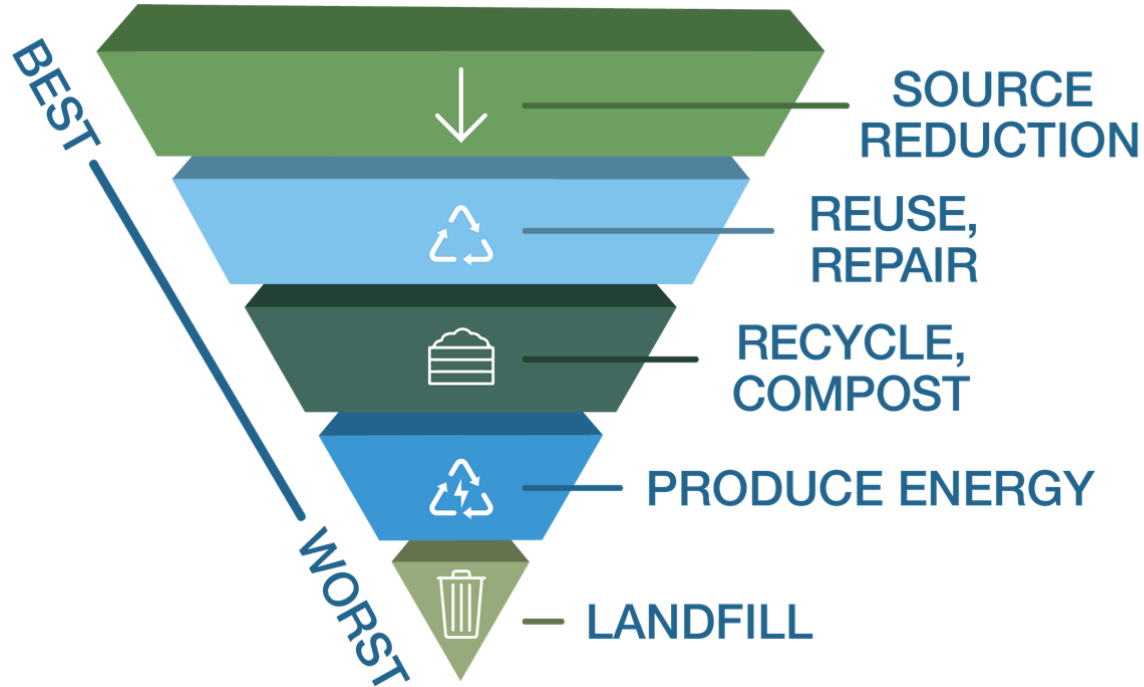 BEST
SOURCE
REDUCTION
REUSE,
REPAIR
RECYCLE,
COMPOST
PRODUCE ENERGY
WORST
LANDFILL